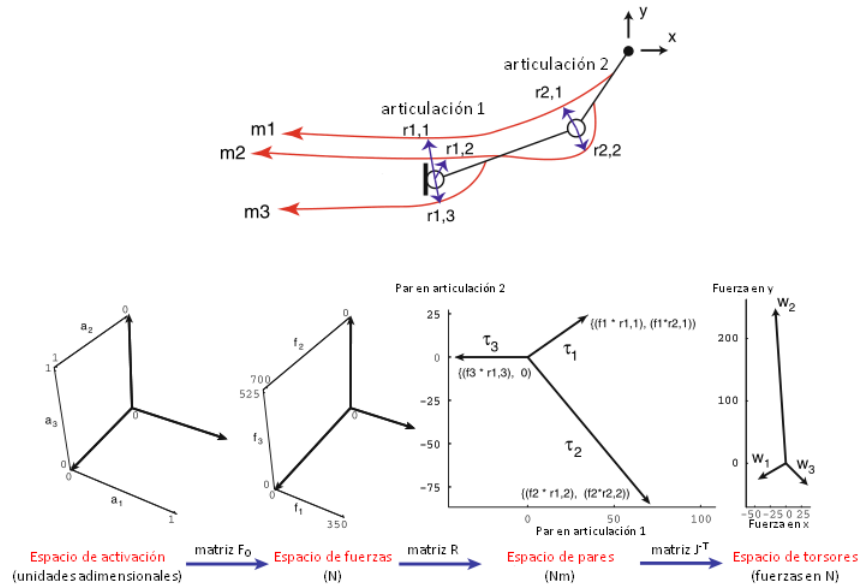 y
x
articulación 2
r2,1
articulación 1
m1
r1,1
r1,2
m2
r2,2
m3
r1,3
Par en articulación 2
Fuerza en y
0
a2
1
1
a3
0
0
0
a1
1
0
f2
700
525
f3
0
0
0
f1
350
25
0
−25
−50
−75
τ3
{(f3 * r1,3), 0)
{(f1 * r1,1), (f1*r2,1)}
τ1
τ2
{(f2 * r1,2), (f2*r2,2)}
0
100
Par en articulación 1
W2
200
100
0
W1
W3
−50
−25
0
25
Fuerza en x
Espacio de activación
(unidades adimensionales)
matriz F0
Espacio de fuerzas
(N)
matriz R
Espacio de pares
(Nm)
matriz J-T
Espacio de torsores
(fuerzas en N)